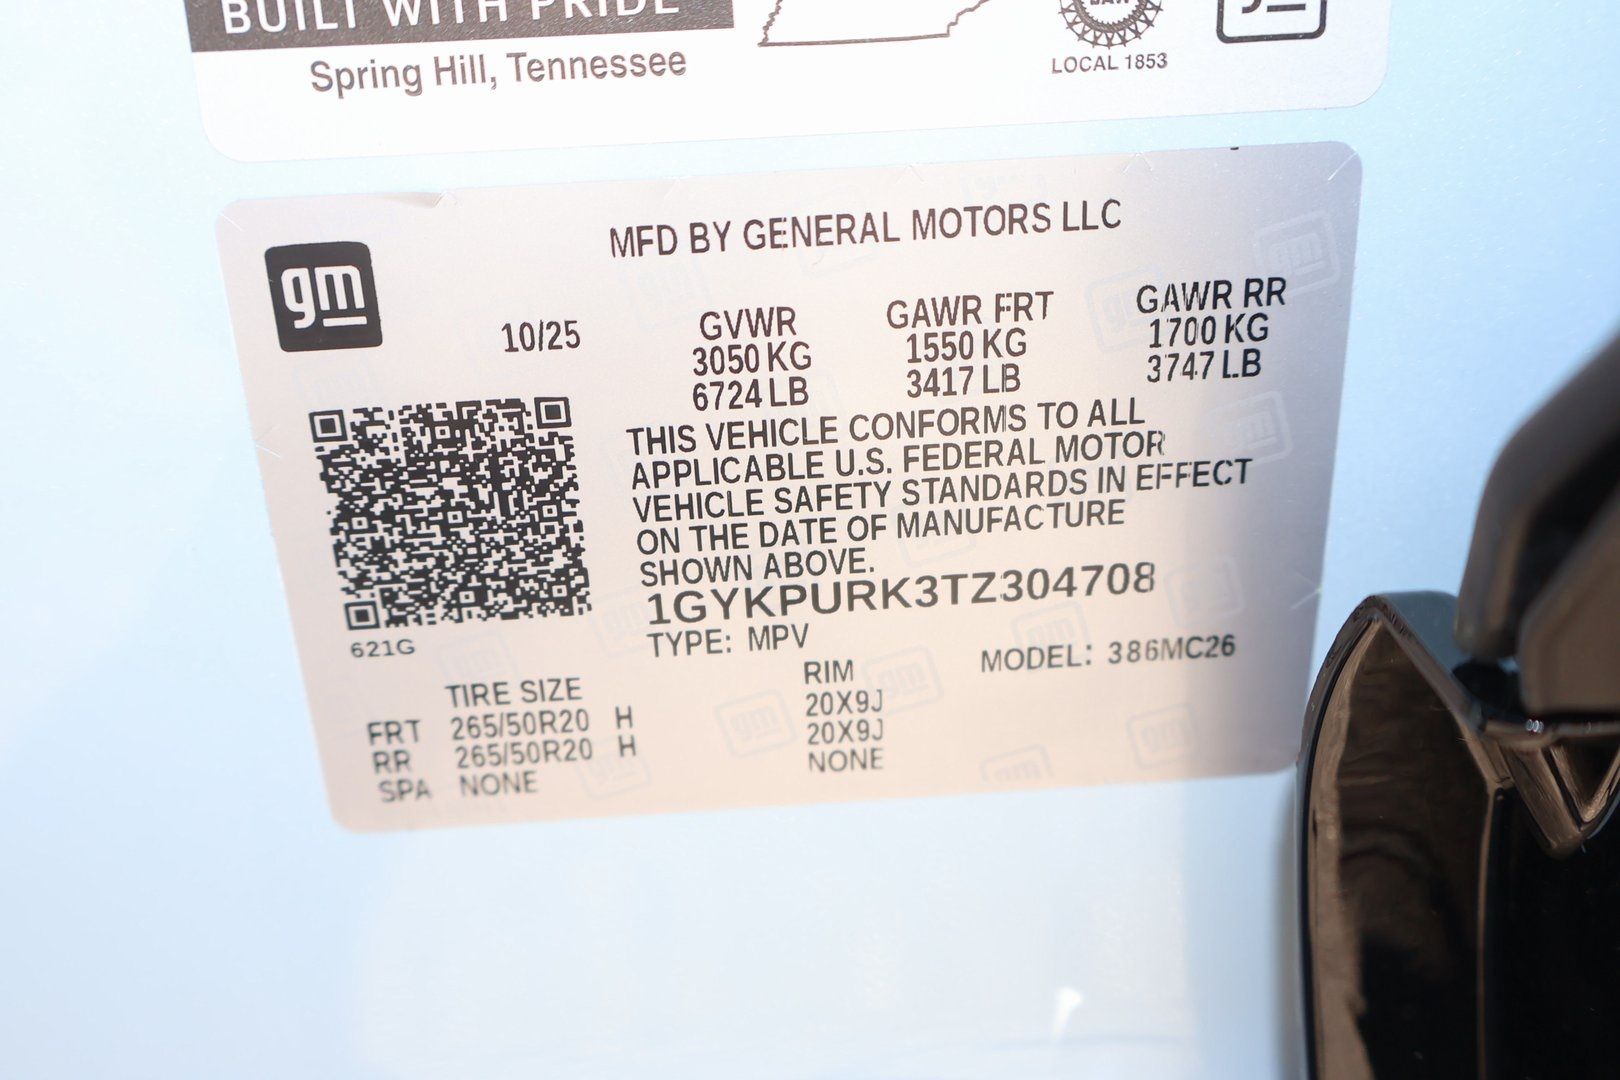 BUILT WITH PRIDE
Spring Hill, Tennessee
LOCAL 1853
gm
MFD BY GENERAL MOTORS LLC
10/25
GVWR GAWR FRT GAWR RR
3050 KG 1550 KG 1700 KG
6724 LB 3417 LB 3747 LB
THIS VEHICLE CONFORMS TO ALL
APPLICABLE U.S. FEDERAL MOTOR
VEHICLE SAFETY STANDARDS IN EFFECT
ON THE DATE OF MANUFACTURE
SHOWN ABOVE.
1GYKPURK3TZ304708
621G
TYPE: MPV
MODEL: 386MC26
TIRE SIZE RIM
FRT 265/50R20 H 20X9J
RR 265/50R20 H 20X9J
SPA NONE NONE